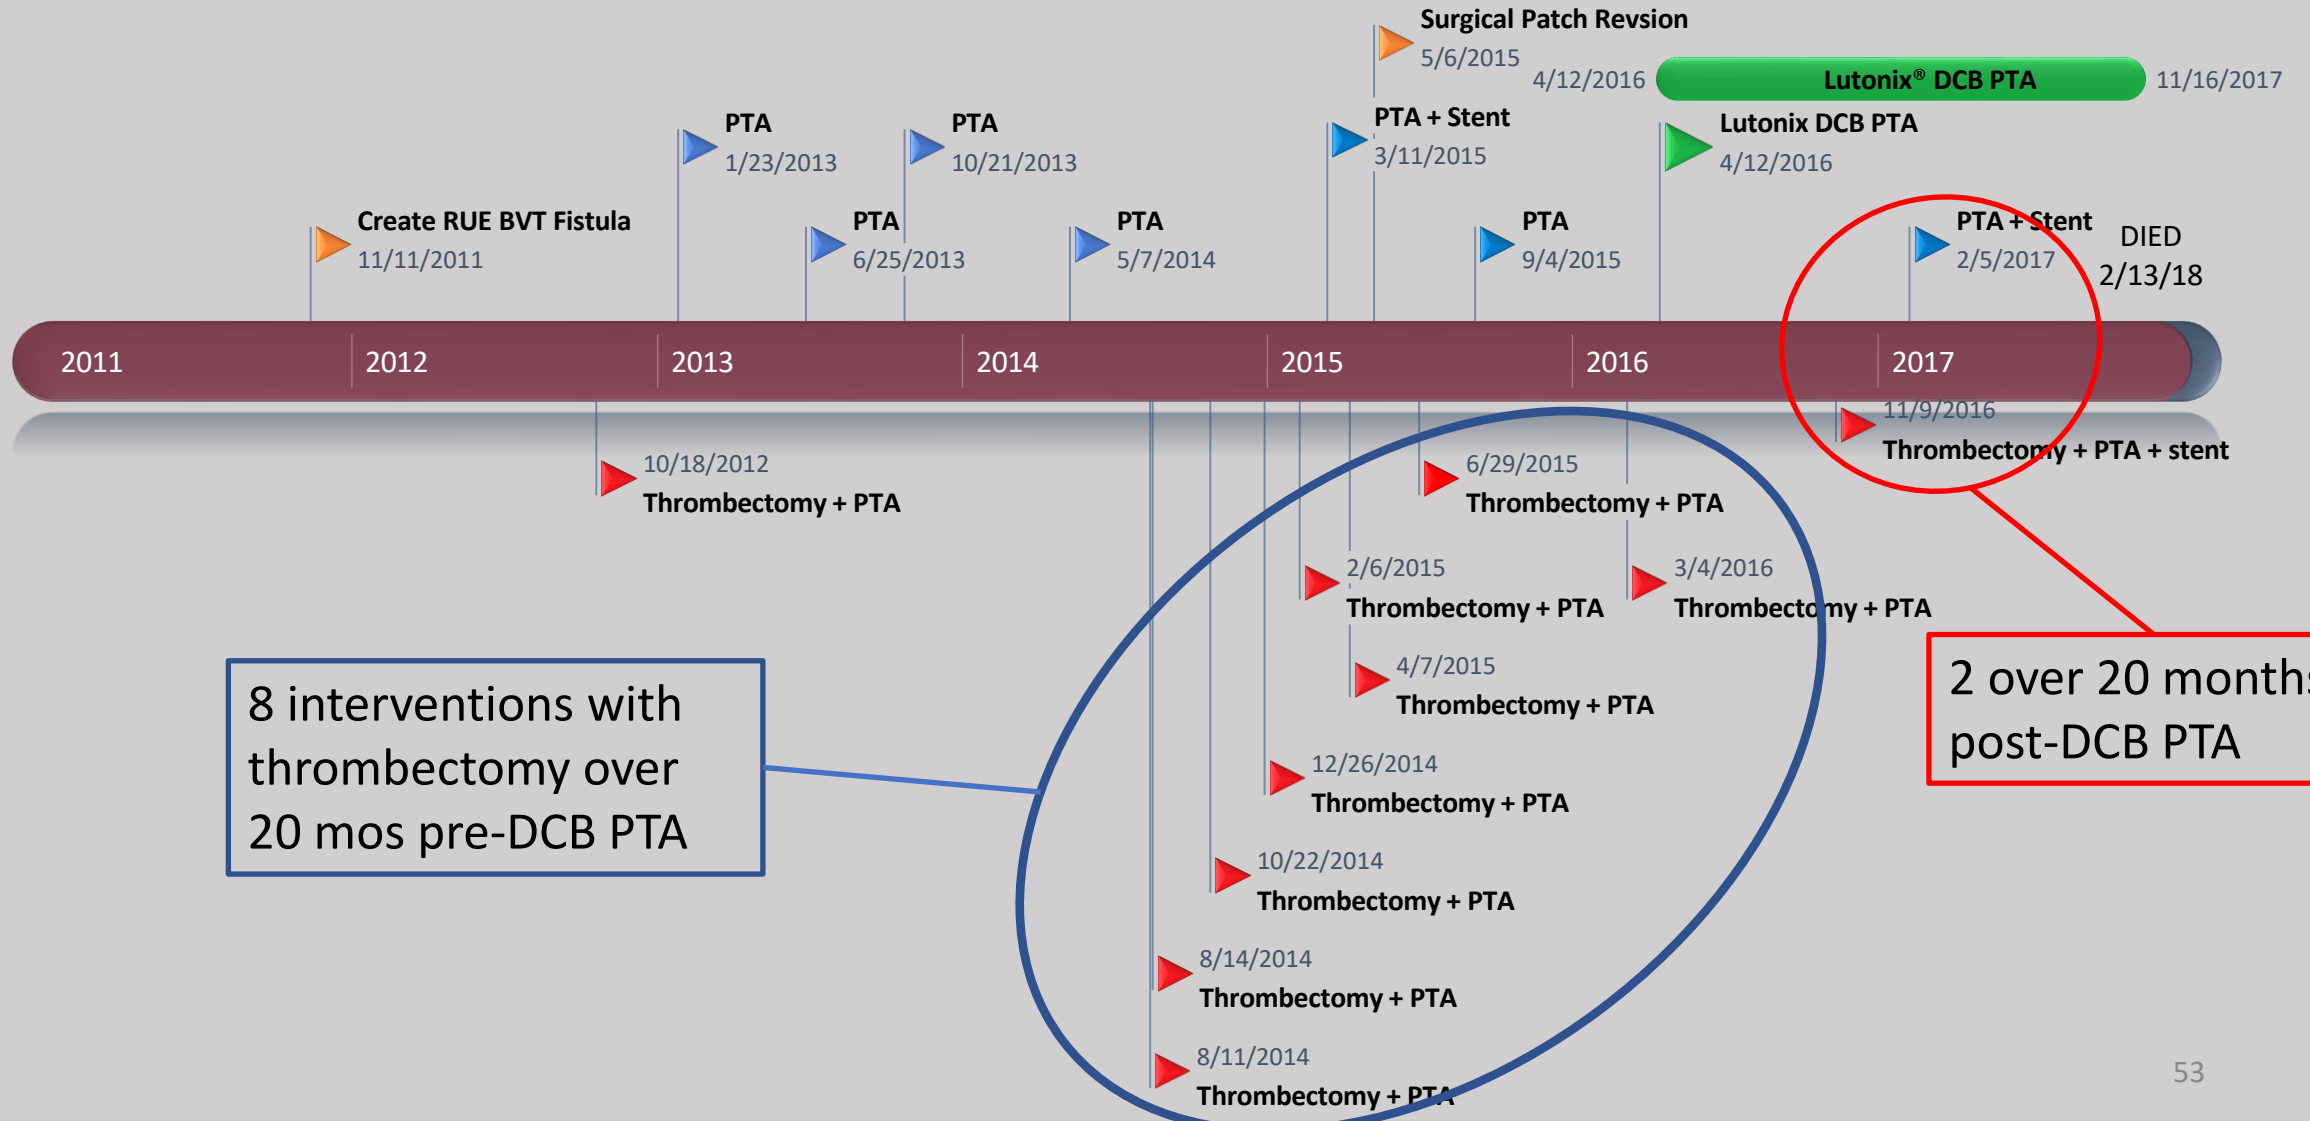 Surgical Patch Revsion
5/6/2015
4/12/2016
Lutonix® DCB PTA
11/16/2017
PTA
1/23/2013
PTA
10/21/2013
PTA + Stent
3/11/2015
Lutonix DCB PTA
4/12/2016
Create RUE BVT Fistula
11/11/2011
PTA
6/25/2013
PTA
5/7/2014
PTA
9/4/2015
PTA + Stent
2/5/2017
DIED
2/13/18
2011
2012
2013
2014
2015
2016
2017
11/9/2016
Thrombectomy + PTA + stent
10/18/2012
Thrombectomy + PTA
6/29/2015
Thrombectomy + PTA
2/6/2015
Thrombectomy + PTA
3/4/2016
Thrombectomy + PTA
4/7/2015
Thrombectomy + PTA
8 interventions with
thrombectomy over
20 mos pre-DCB PTA
2 over 20 months
post-DCB PTA
12/26/2014
Thrombectomy + PTA
10/22/2014
Thrombectomy + PTA
8/14/2014
Thrombectomy + PTA
8/11/2014
Thrombectomy + PTA
53